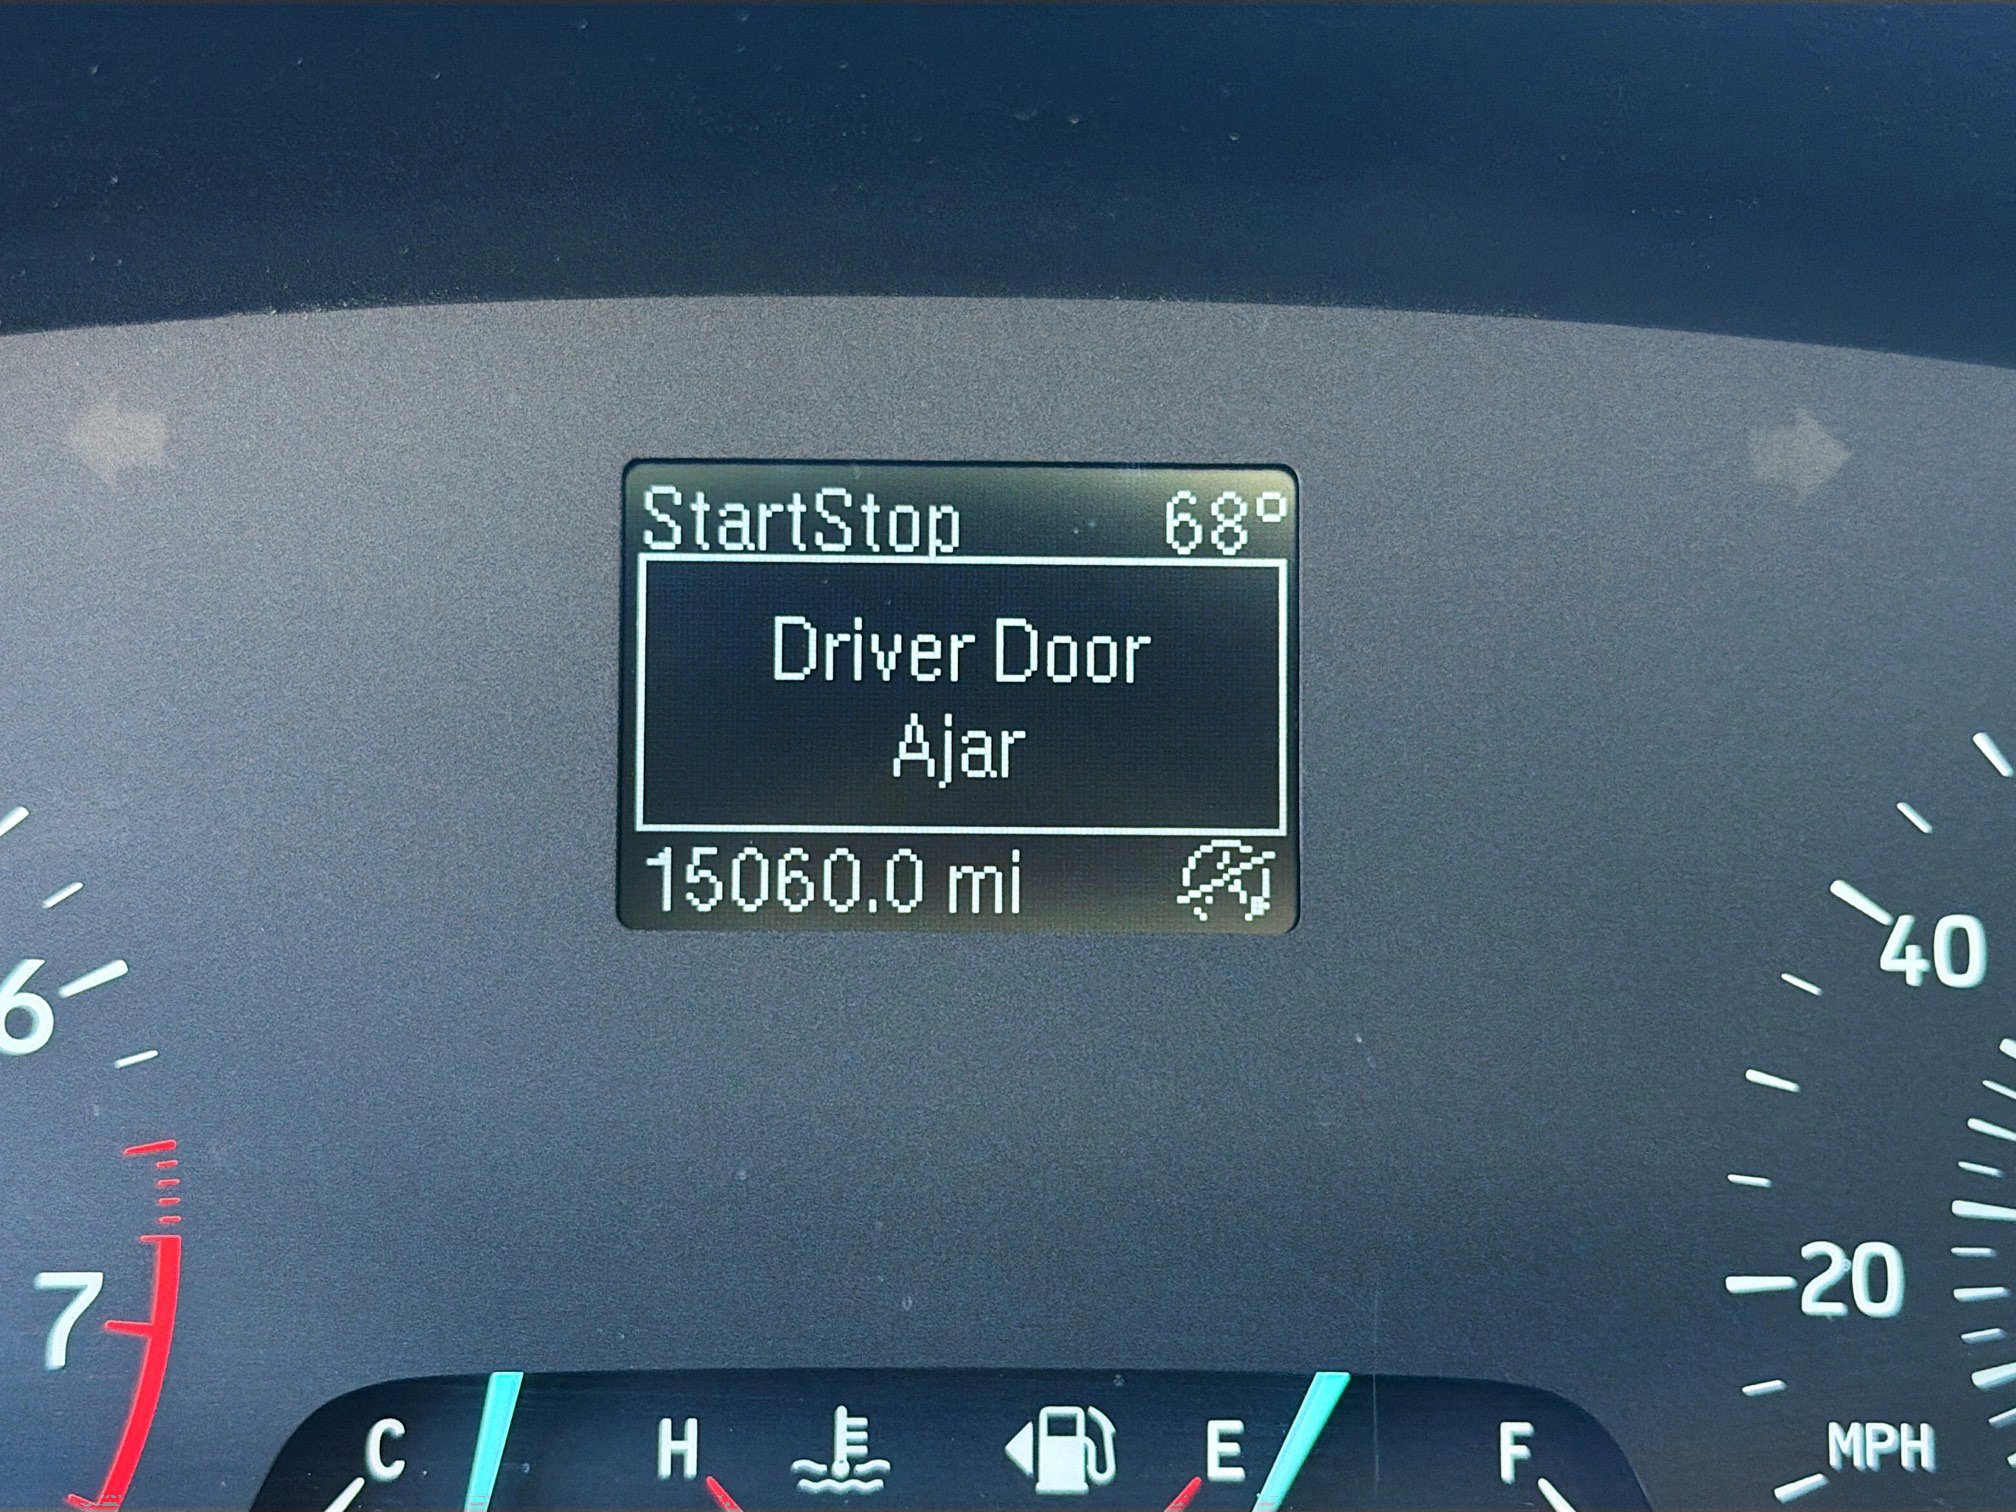 StartStop 68°
Driver Door
Ajar
15060.0 mi
6
7
40
20
MPH
C H E F